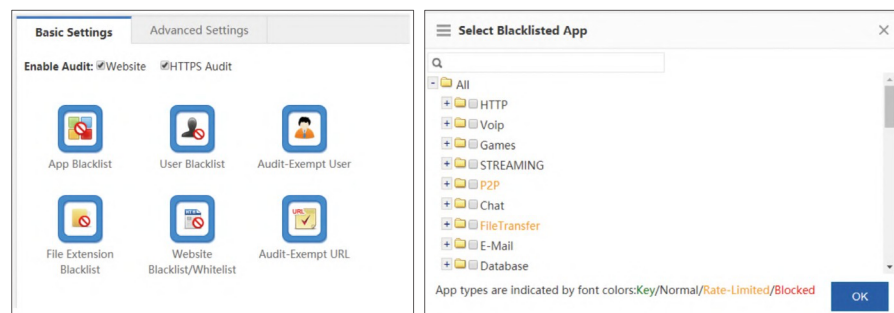 Basic Settings
Advanced Settings
Enable Audit: Website HTTPS Audit
App Blacklist
User Blacklist
Audit-Exempt User
File Extension
Blacklist
Website
Blacklist/Whitelist
URL
Audit-Exempt URL
Select Blacklisted App
All
HTTP
Voip
Games
STREAMING
P2P
Chat
FileTransfer
E-Mail
Database
App types are indicated by font colors:Key/Normal/Rate-Limited/Blocked
OK